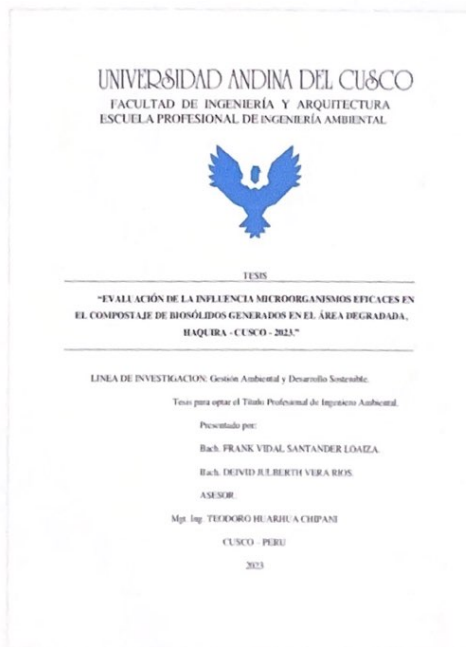 UNIVERSIDAD ANDINA DEL CUSCO
FACULTAD DE INGENIERÍA Y ARQUITECTURA
ESCUELA PROFESIONAL DE INGENIERÍA AMBIENTAL
TESIS
“EVALUACIÓN DE LA INFLUENCIA MICROORGANISMOS EFICACES EN
EL COMPOSTAJE DE BIOSÓLIDOS GENERADOS EN EL ÁREA DEGRADADA,
HAQUIRA - CUSCO - 2023.”
LINEA DE INVESTIGACION: Gestión Ambiental y Desarrollo Sostenible.
Tesis para optar el Título Profesional de Ingeniero Ambiental.
Presentado por:
Bach. FRANK VIDAL SANTANDER LOAIZA.
Bach. DEIVID JULBERTH VERA RIOS.
ASESOR.
Mgt. Ing. TEODORO HUARHUA CHIPANI
CUSCO – PERU
2023